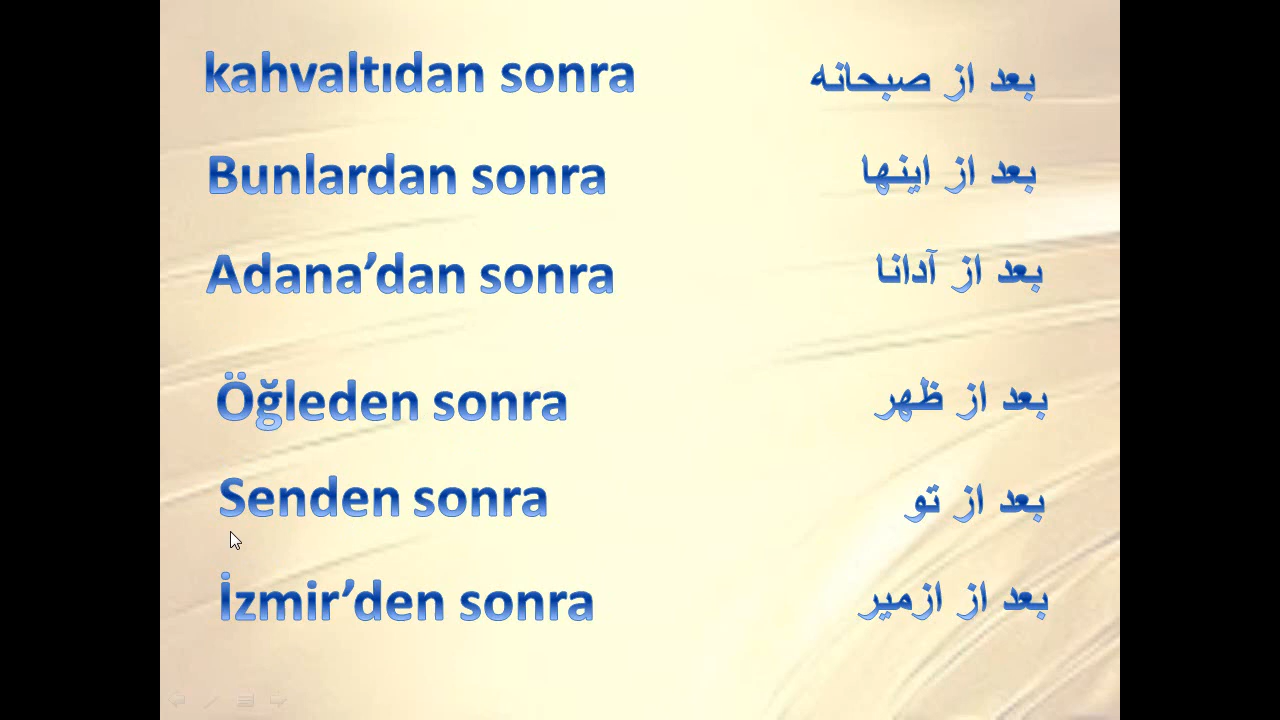 kahvaltıdan sonra بعد از صبحانه
Bunlardan sonra بعد از اینها
Adana’dan sonra بعد از آدانا
Öğleden sonra بعد از ظهر
Senden sonra بعد از تو
İzmir’den sonra بعد از ازمیر